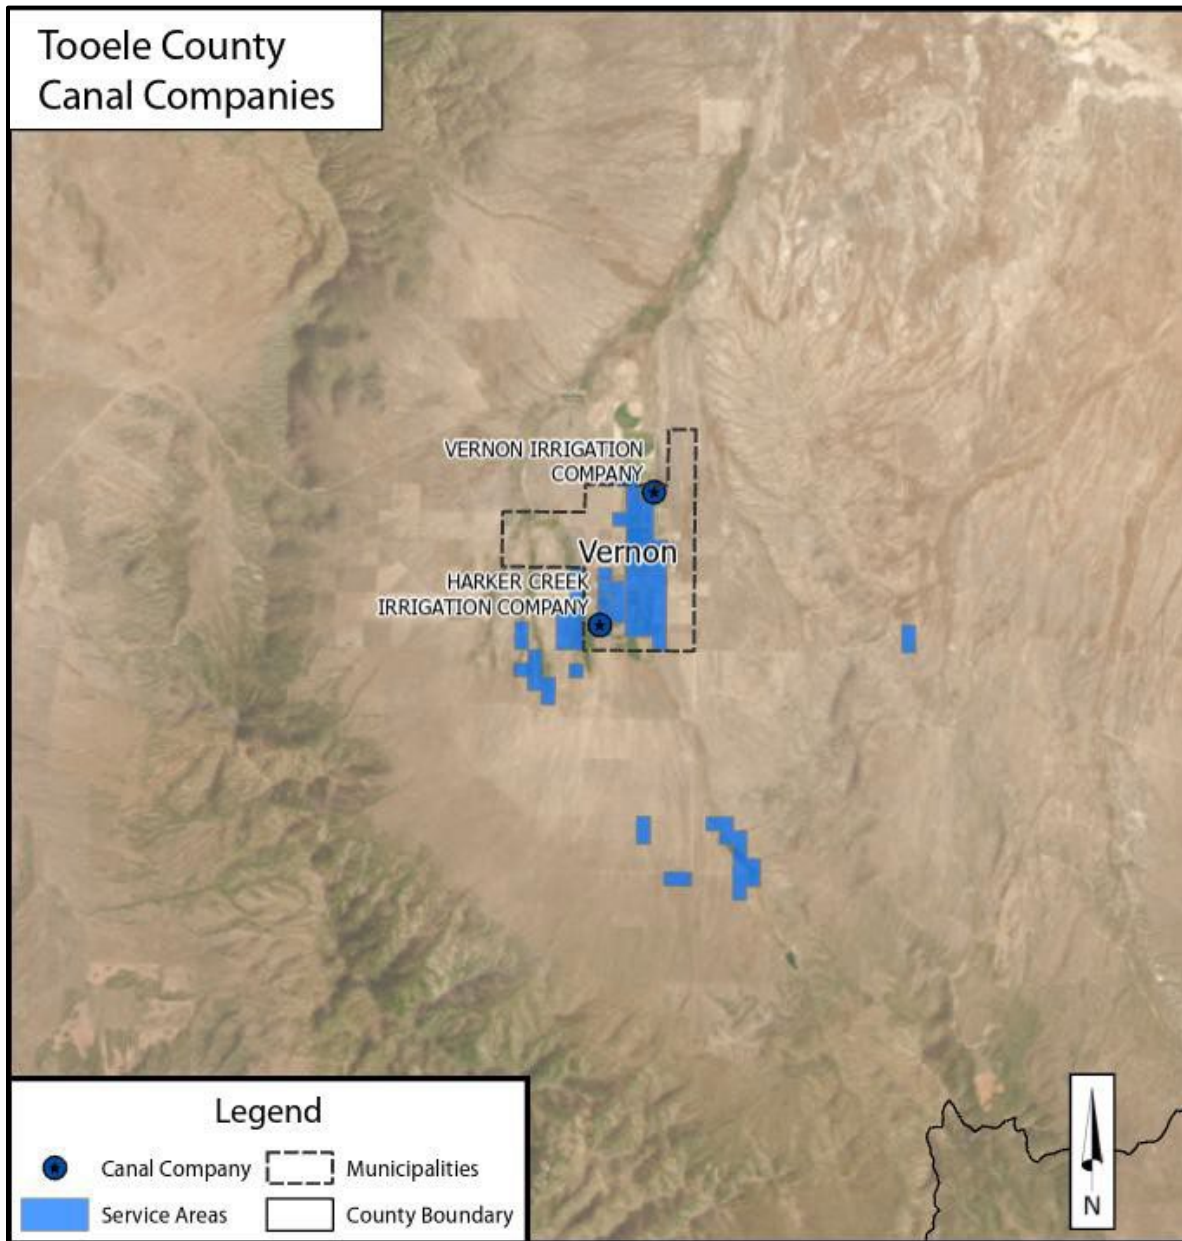 Tooele County
Canal Companies
VERNON IRRIGATION
COMPANY
Vernon
HARKER CREEK
IRRIGATION COMPANY
Legend
Canal Company
Municipalities
Service Areas
County Boundary
N